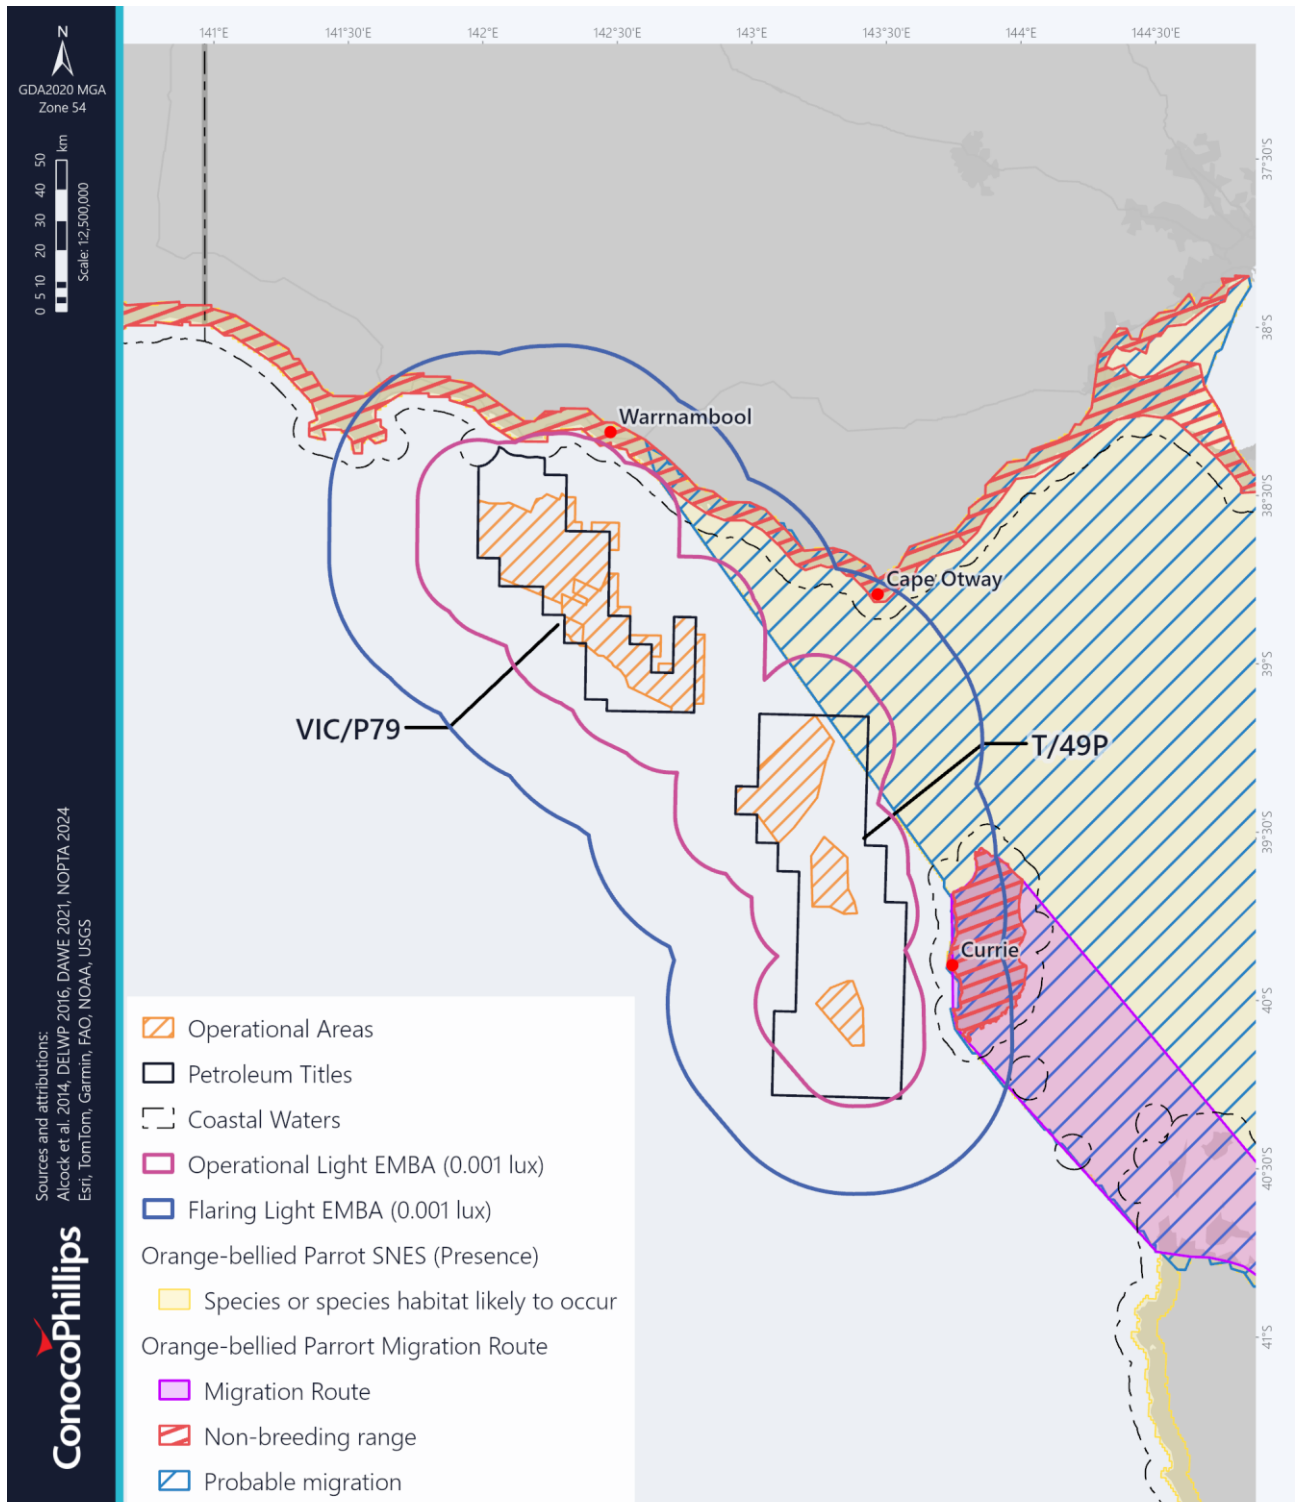 141°E 141°30'E 142°E 142°30'E 143°E 143°30'E 144°E 144°30'E
N
GDA2020 MGA
Zone 54
0 5 10 20 30 40 50 km
Scale: 1:2,500,000
37°30'S
38°S
38°30'S
39°S
39°30'S
40°S
40°30'S
41°S
Warrnambool
Cape Otway
VIC/P79
T/49P
Currie
Operational Areas
Petroleum Titles
Coastal Waters
Operational Light EMBA (0.001 lux)
Flaring Light EMBA (0.001 lux)
Orange-bellied Parrot SNES (Presence)
Species or species habitat likely to occur
Orange-bellied Parrort Migration Route
Migration Route
Non-breeding range
Probable migration
Sources and attributions:
Alcock et al. 2014, DELWP 2016, DAWE 2021, NOPTA 2024
Esri, TomTom, Garmin, FAO, NOAA, USGS
ConocoPhillips